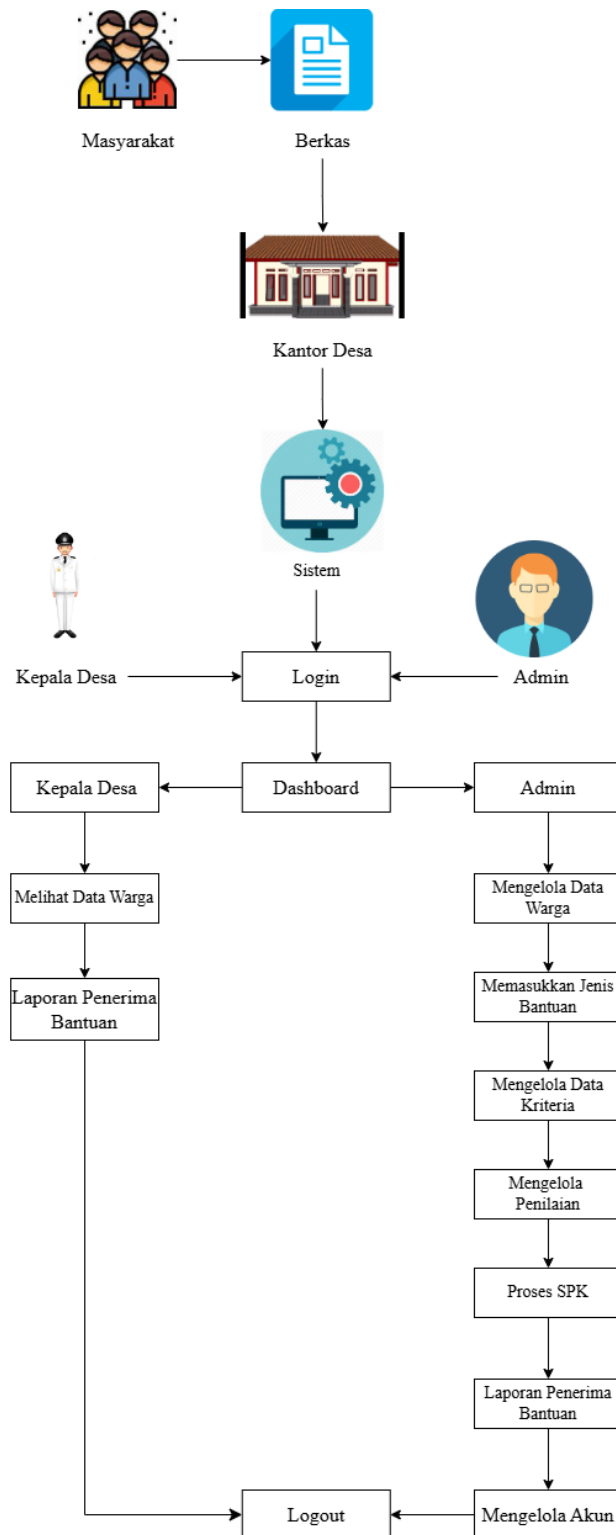 Masyarakat
Berkas
Kantor Desa
Sistem
Kepala Desa
Login
Admin
Kepala Desa
Dashboard
Admin
Melihat Data Warga
Mengelola Data
Warga
Laporan Penerima
Bantuan
Memasukkan Jenis
Bantuan
Mengelola Data
Kriteria
Mengelola
Penilaian
Proses SPK
Laporan Penerima
Bantuan
Logout
Mengelola Akun